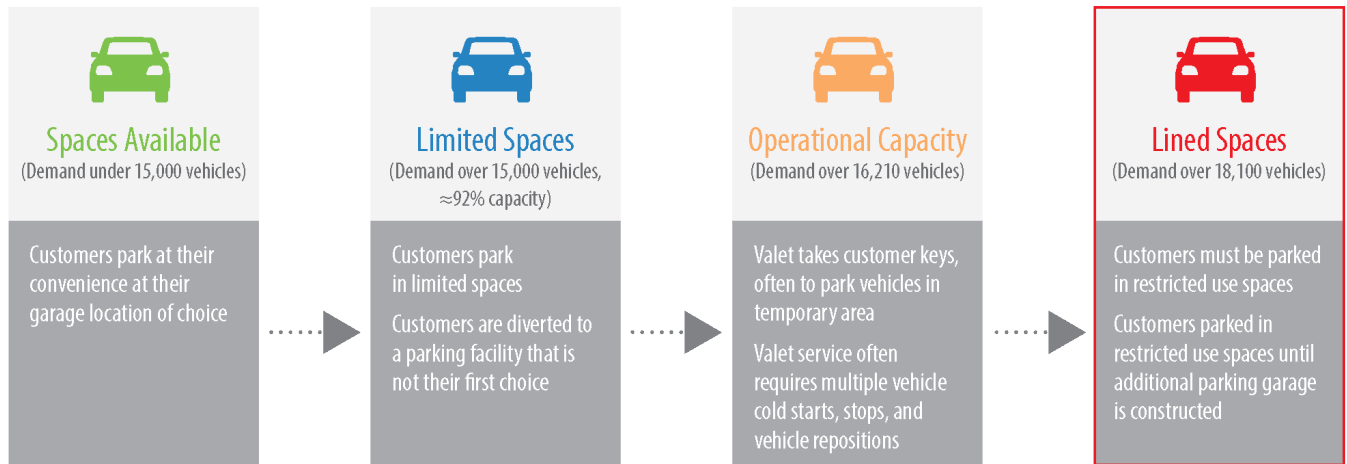 Spaces Available
(Demand under 15,000 vehicles)
Customers park at their
convenience at their
garage location of choice
Limited Spaces
(Demand over 15,000 vehicles,
≈92% capacity)
Customers park
in limited spaces
Customers are diverted to
a parking facility that is
not their first choice
Operational Capacity
(Demand over 16,210 vehicles)
Valet takes customer keys,
often to park vehicles in
temporary area
Valet service often
requires multiple vehicle
cold starts, stops, and
vehicle repositions
Lined Spaces
(Demand over 18,100 vehicles)
Customers must be parked
in restricted use spaces
Customers parked in
restricted use spaces until
additional parking garage
is constructed